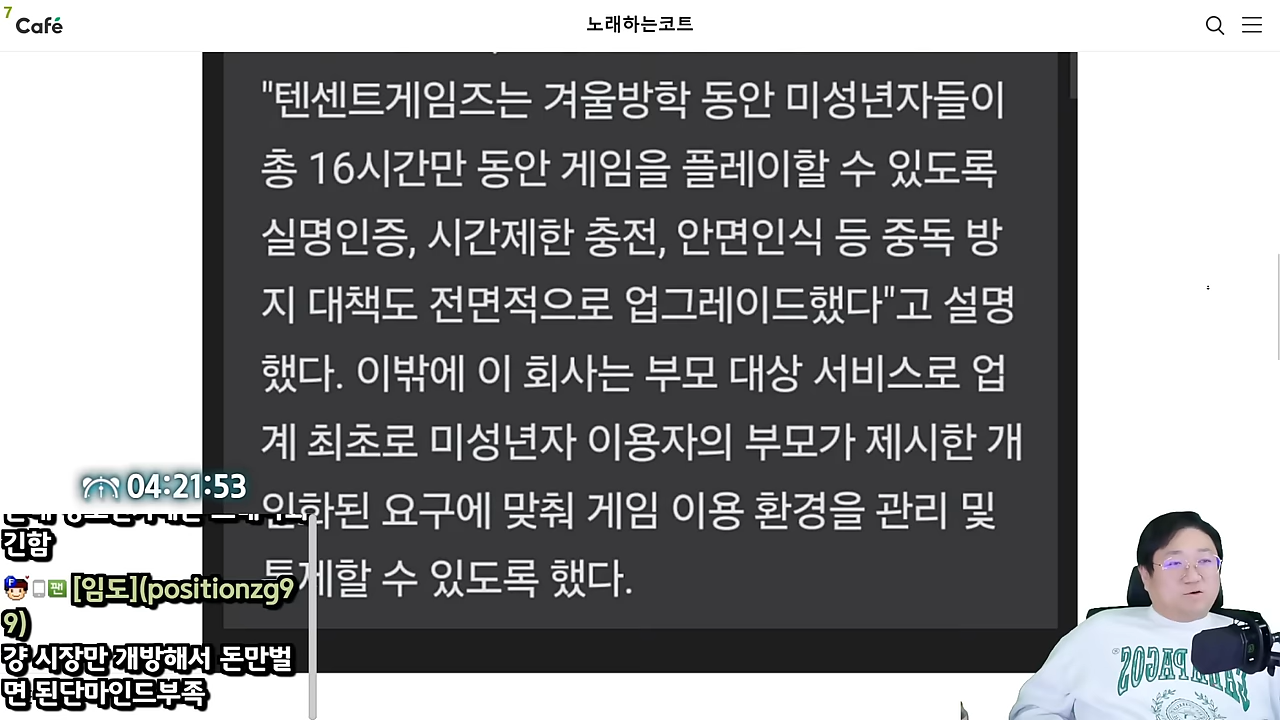 7
Café
노래하는코트
"텐센트게임즈는 겨울방학 동안 미성년자들이
총 16시간만 동안 게임을 플레이할 수 있도록
실명인증, 시간제한 충전, 안면인식 등 중독 방
지 대책도 전면적으로 업그레이드했다"고 설명
했다. 이밖에 이 회사는 부모 대상 서비스로 업
계 최초로 미성년자 이용자의 부모가 제시한 개
인화된 요구에 맞춰 게임 이용 환경을 관리 및
통제할 수 있도록 했다.
04:21:53
긴함
[임도](positionzg9
9)
걍 시장만 개방해서 돈만벌
면 된단마인드부족